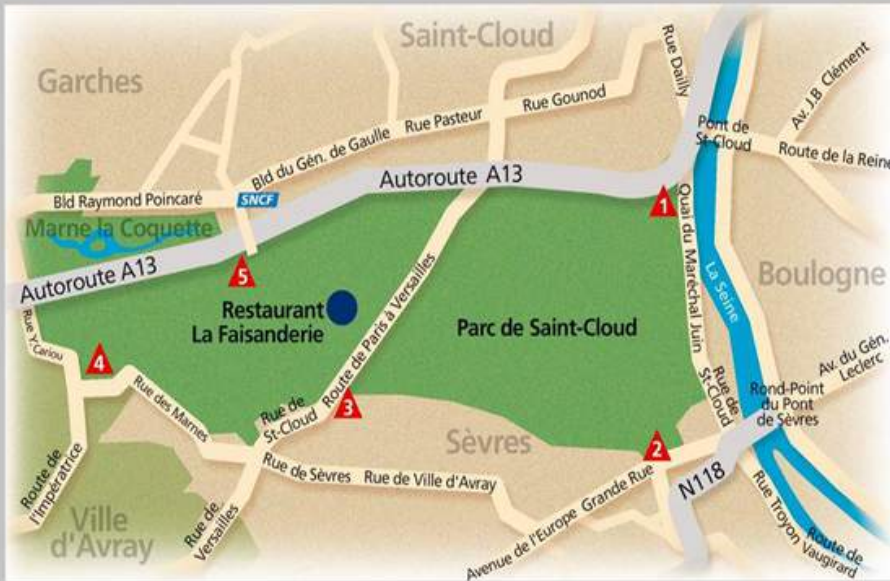 Saint-Cloud
Garches
Rue Dailly
Av. J.B Clément
Rue Gounod
Rue Pasteur
Bld du Gén. de Gaulle
Pont de
St-Cloud
Route de la Reine
Autoroute A13
Bld Raymond Poincaré
SNCF
1
Marne la Coquette
Quai du Maréchal Juin
La Seine
Boulogne
5
Autoroute A13
Restaurant
La Faisanderie
Route de Paris à Versailles
Parc de Saint-Cloud
Rue Y. Cariou
4
Rue des Marnes
Rue de
St-Cloud
3
Rue de
St-Cloud
Av. du Gén.
Leclerc
Rond-Point
du Pont
de Sèvres
Sèvres
2
Rue de Sèvres
Rue de Ville d'Avray
Grande Rue
Avenue de l'Europe
N118
Route de
l'Impératrice
Ville
d'Avray
Rue de
Versailles
Rue Troyon
Route de
Vaugirard